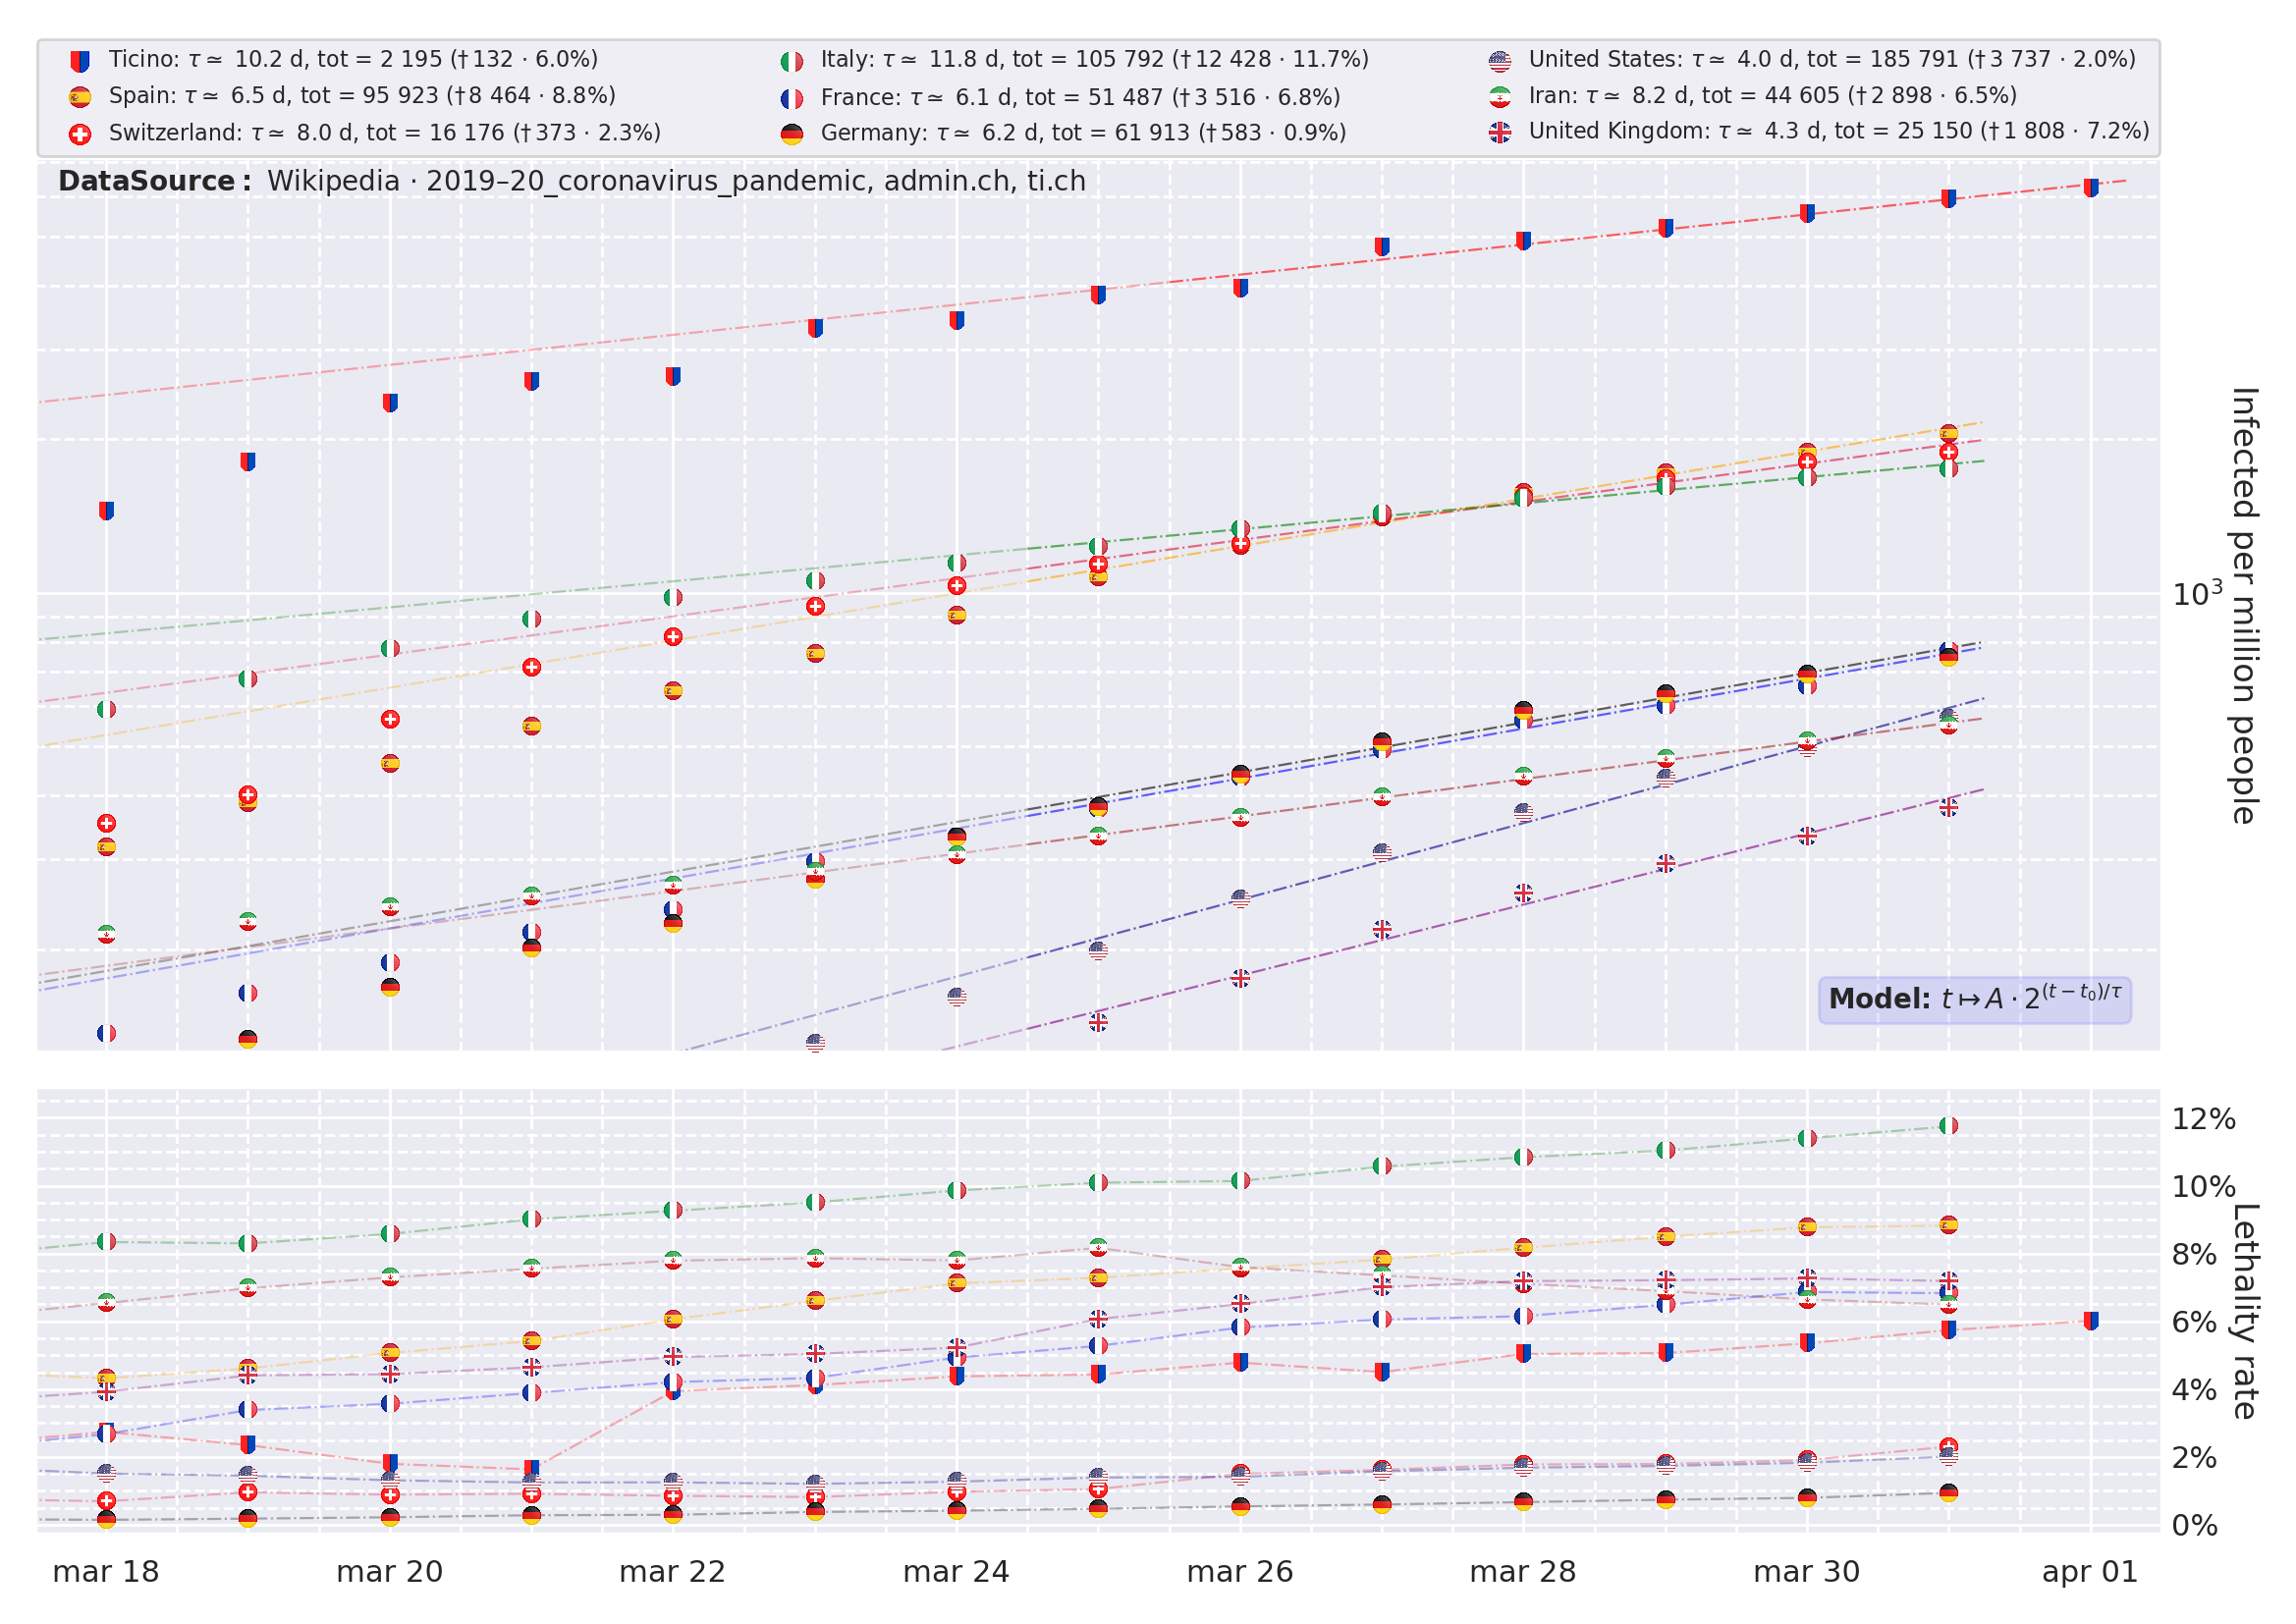 Ticino: τ ≃ 10.2 d, tot = 2 195 († 132 · 6.0%)
Spain: τ ≃ 6.5 d, tot = 95 923 († 8 464 · 8.8%)
Switzerland: τ ≃ 8.0 d, tot = 16 176 († 373 · 2.3%)
Italy: τ ≃ 11.8 d, tot = 105 792 († 12 428 · 11.7%)
France: τ ≃ 6.1 d, tot = 51 487 († 3 516 · 6.8%)
Germany: τ ≃ 6.2 d, tot = 61 913 († 583 · 0.9%)
United States: τ ≃ 4.0 d, tot = 185 791 († 3 737 · 2.0%)
Iran: τ ≃ 8.2 d, tot = 44 605 († 2 898 · 6.5%)
United Kingdom: τ ≃ 4.3 d, tot = 25 150 († 1 808 · 7.2%)
DataSource: Wikipedia · 2019–20_coronavirus_pandemic, admin.ch, ti.ch
Infected per million people
10³
Model: t ↦ A · 2^(t − t₀)/τ
12%
10%
8%
6%
4%
2%
0%
Lethality rate
mar 18 mar 20 mar 22 mar 24 mar 26 mar 28 mar 30 apr 01